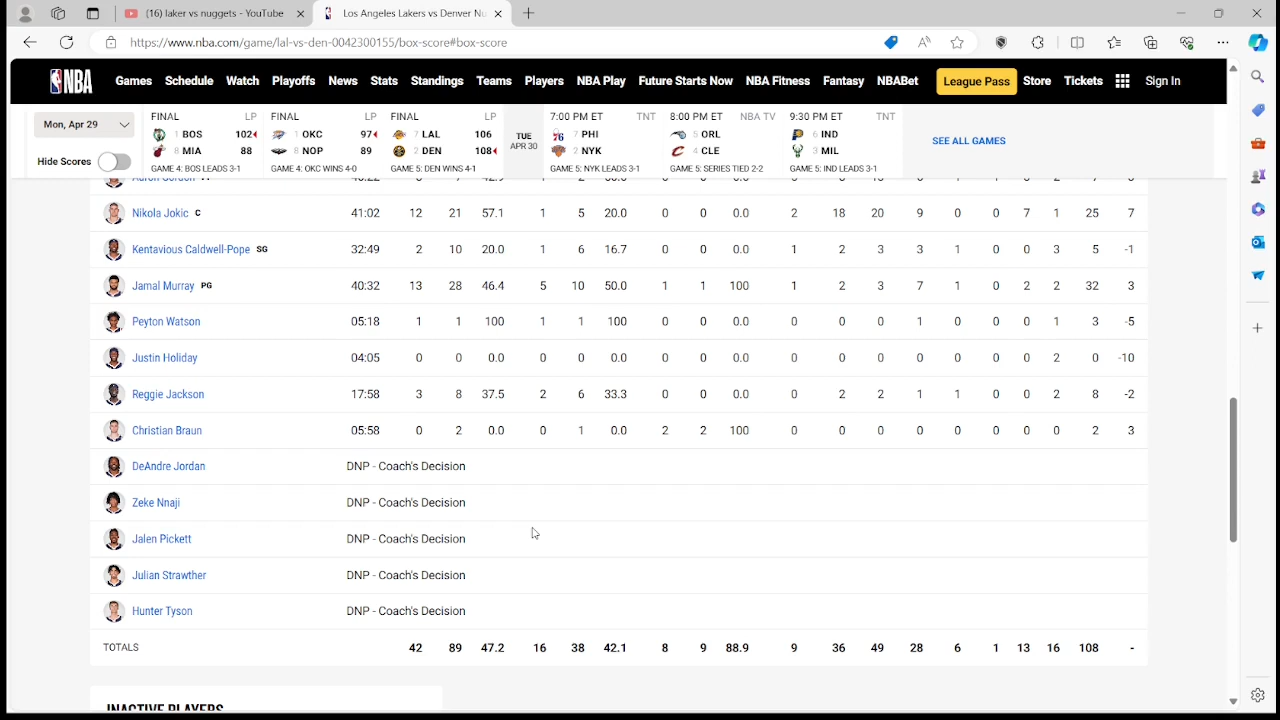 (16) laker vs nuggets - YouTube
Los Angeles Lakers vs Denver Nu
https://www.nba.com/game/lal-vs-den-0042300155/box-score#box-score
NBA Games Schedule Watch Playoffs News Stats Standings Teams Players NBA Play Future Starts Now NBA Fitness Fantasy NBABet League Pass Store Tickets Sign In
Mon, Apr 29
Hide Scores
FINAL LP
1 BOS 102
8 MIA 88
GAME 4: BOS LEADS 3-1
FINAL LP
1 OKC 97
8 NOP 89
GAME 4: OKC WINS 4-0
FINAL LP
7 LAL 106
2 DEN 108
GAME 5: DEN WINS 4-1
TUE
APR 30
7:00 PM ET TNT
7 PHI
2 NYK
GAME 5: NYK LEADS 3-1
8:00 PM ET NBA TV
5 ORL
4 CLE
GAME 5: SERIES TIED 2-2
9:30 PM ET TNT
6 IND
3 MIL
GAME 5: IND LEADS 3-1
SEE ALL GAMES
Nikola Jokic C 41:02 12 21 57.1 1 5 20.0 0 0 0.0 2 18 20 9 0 0 7 1 25 7
Kentavious Caldwell-Pope SG 32:49 2 10 20.0 1 6 16.7 0 0 0.0 1 2 3 3 1 0 0 3 5 -1
Jamal Murray PG 40:32 13 28 46.4 5 10 50.0 1 1 100 1 2 3 7 1 0 2 2 32 3
Peyton Watson 05:18 1 1 100 1 1 100 0 0 0.0 0 0 0 1 0 0 0 1 3 -5
Justin Holiday 04:05 0 0 0.0 0 0 0.0 0 0 0.0 0 0 0 0 0 0 0 2 0 -10
Reggie Jackson 17:58 3 8 37.5 2 6 33.3 0 0 0.0 0 2 2 1 1 0 0 2 8 -2
Christian Braun 05:58 0 2 0.0 0 1 0.0 2 2 100 0 0 0 0 0 0 0 0 2 3
DeAndre Jordan DNP - Coach's Decision
Zeke Nnaji DNP - Coach's Decision
Jalen Pickett DNP - Coach's Decision
Julian Strawther DNP - Coach's Decision
Hunter Tyson DNP - Coach's Decision
TOTALS 42 89 47.2 16 38 42.1 8 9 88.9 9 36 49 28 6 1 13 16 108 -
INACTIVE PLAYERS